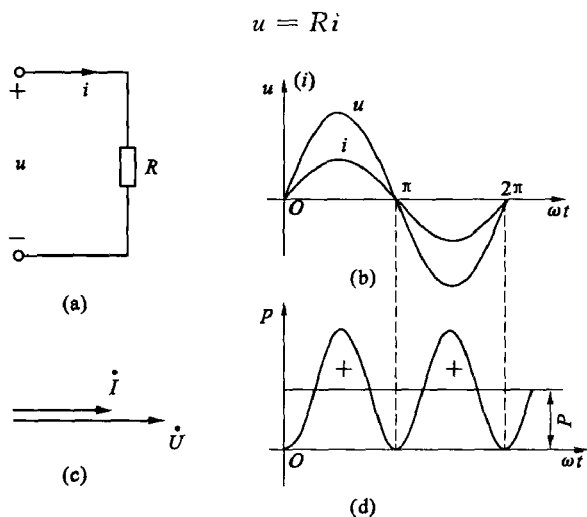 u = Ri
+
i
u
R
−
(a)
u (i)
u
i
π
2π
O
ωt
(b)
İ
U̇
(c)
p
+
+
P
O
ωt
(d)